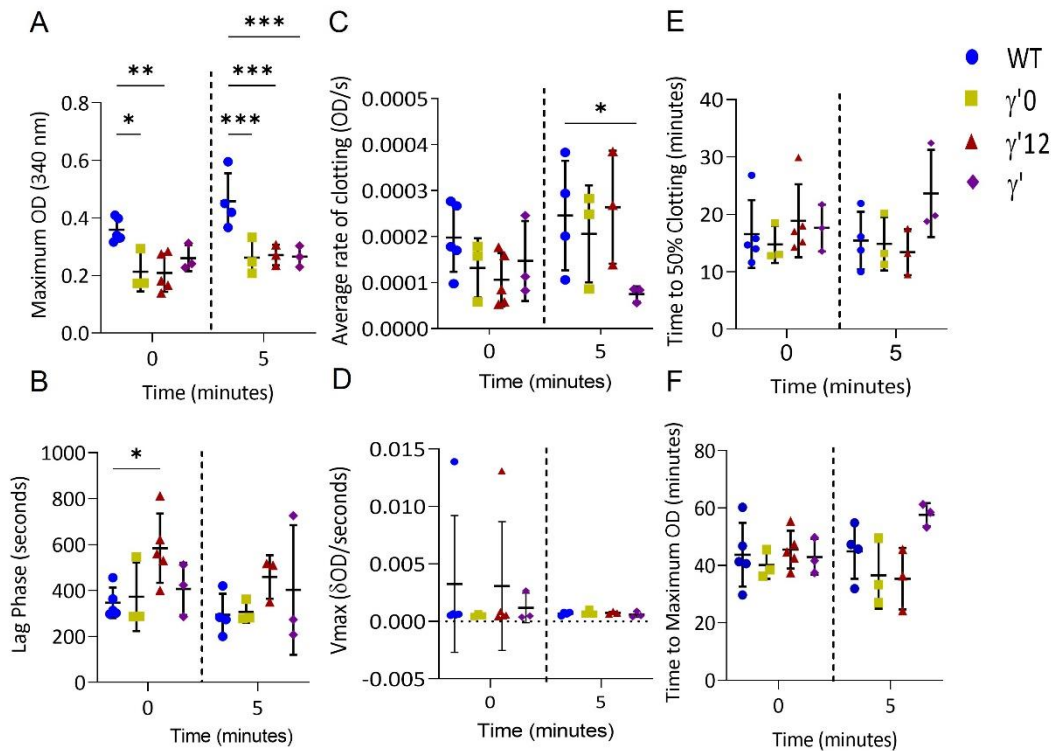 A
***
**
***
*
***
0.8
0.6
0.4
0.2
0.0
Maximum OD (340 nm)
0
5
Time (minutes)
B
*
1000
800
600
400
200
0
Lag Phase (seconds)
0
5
Time (minutes)
C
*
0.0005
0.0004
0.0003
0.0002
0.0001
0.0000
Average rate of clotting (OD/s)
0
5
Time (minutes)
D
0.015
0.010
0.005
0.000
-0.005
Vmax (δOD/seconds)
0
5
Time (minutes)
E
40
30
20
10
0
Time to 50% Clotting (minutes)
0
5
Time (minutes)
F
80
60
40
20
0
Time to Maximum OD (minutes)
0
5
Time (minutes)
WT
γ'0
γ'12
γ'